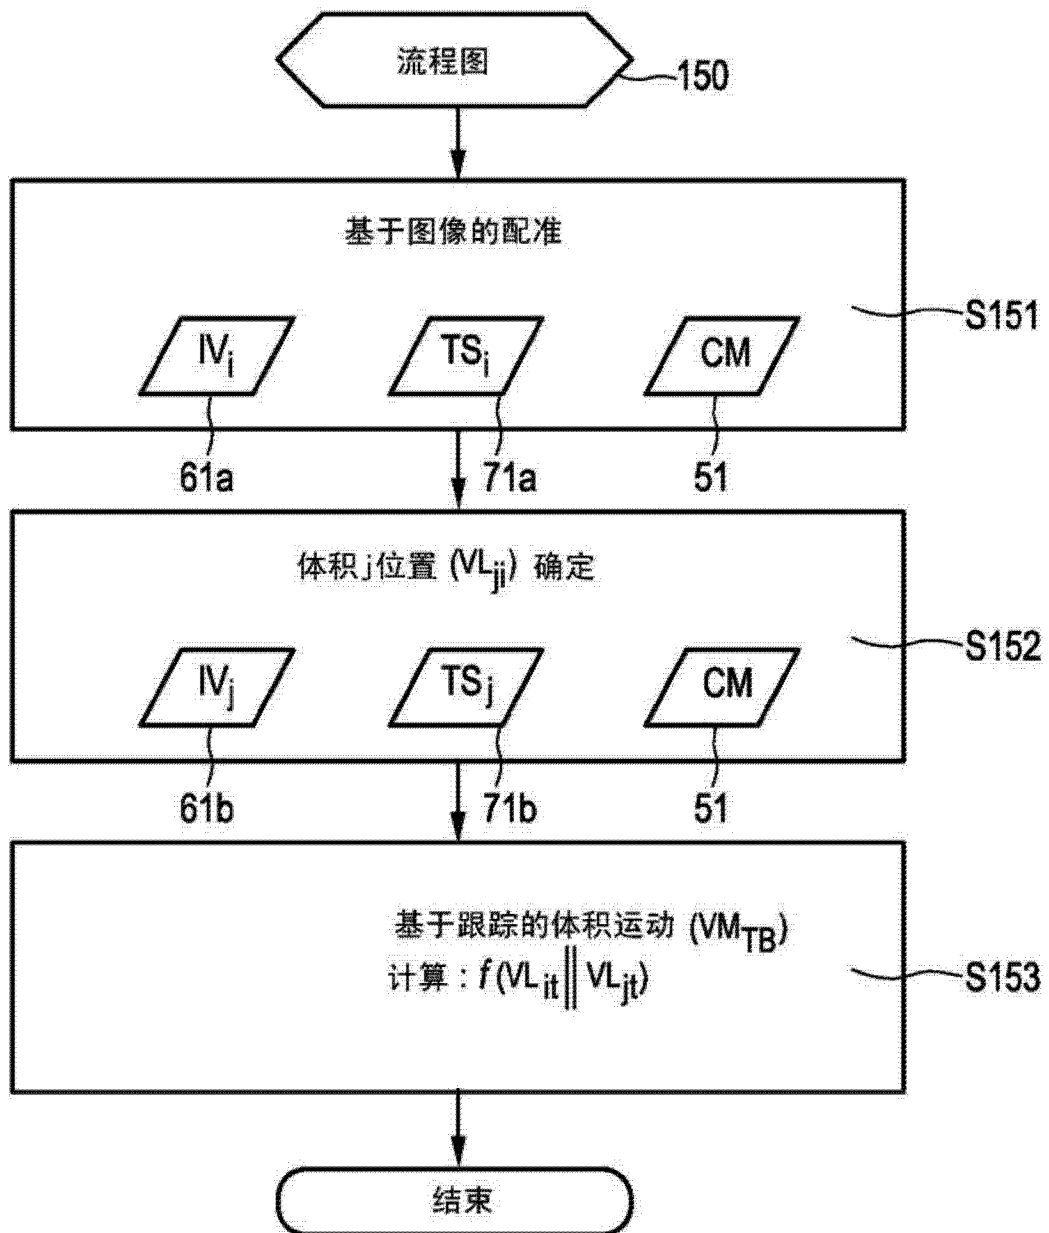 流程图
150
基于图像的配准
S151
IVi
TSi
CM
61a
71a
51
体积j位置 (VLji) 确定
S152
IVj
TSj
CM
61b
71b
51
基于跟踪的体积运动 (VMTB)
计算：f(VLit‖VLjt)
S153
结束